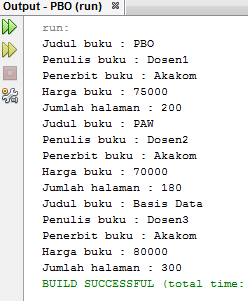 Output - PBO (run)
run:
Judul buku : PBO
Penulis buku : Dosen1
Penerbit buku : Akakom
Harga buku : 75000
Jumlah halaman : 200
Judul buku : PAW
Penulis buku : Dosen2
Penerbit buku : Akakom
Harga buku : 70000
Jumlah halaman : 180
Judul buku : Basis Data
Penulis buku : Dosen3
Penerbit buku : Akakom
Harga buku : 80000
Jumlah halaman : 300
BUILD SUCCESSFUL (total time: